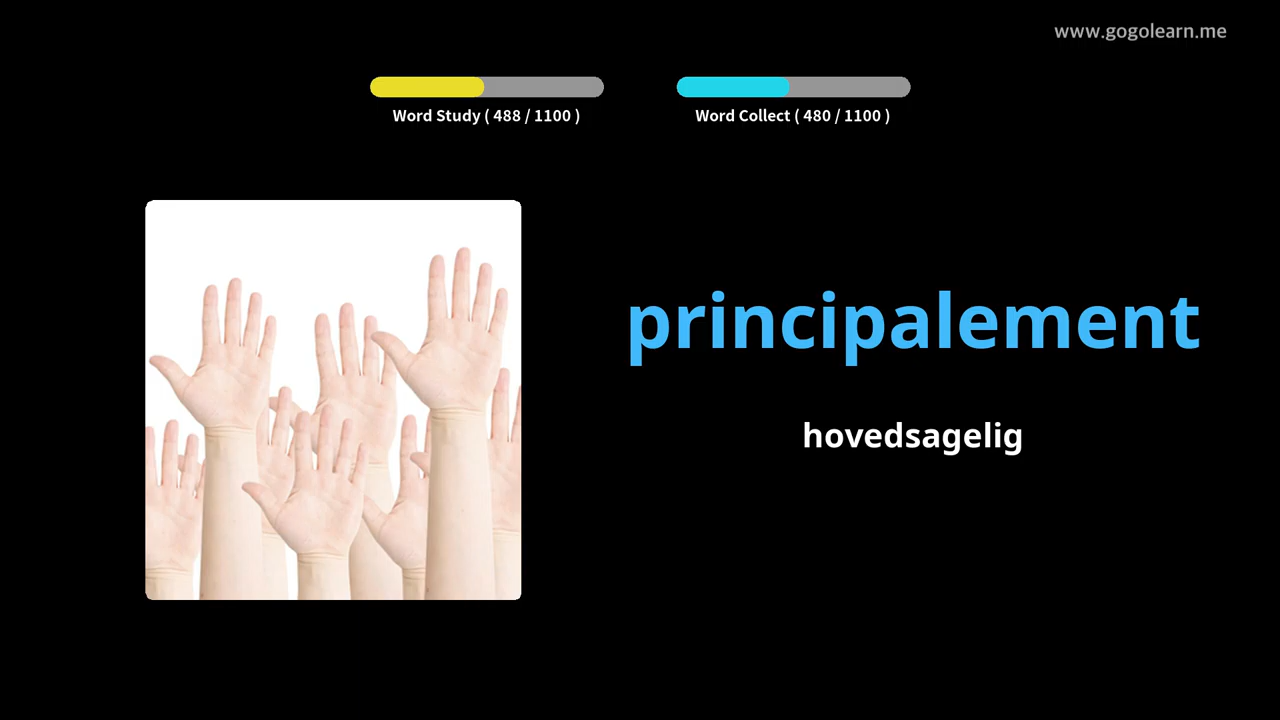 www.gogolearn.me
Word Study ( 488 / 1100 )
Word Collect ( 480 / 1100 )
principalement
hovedsagelig